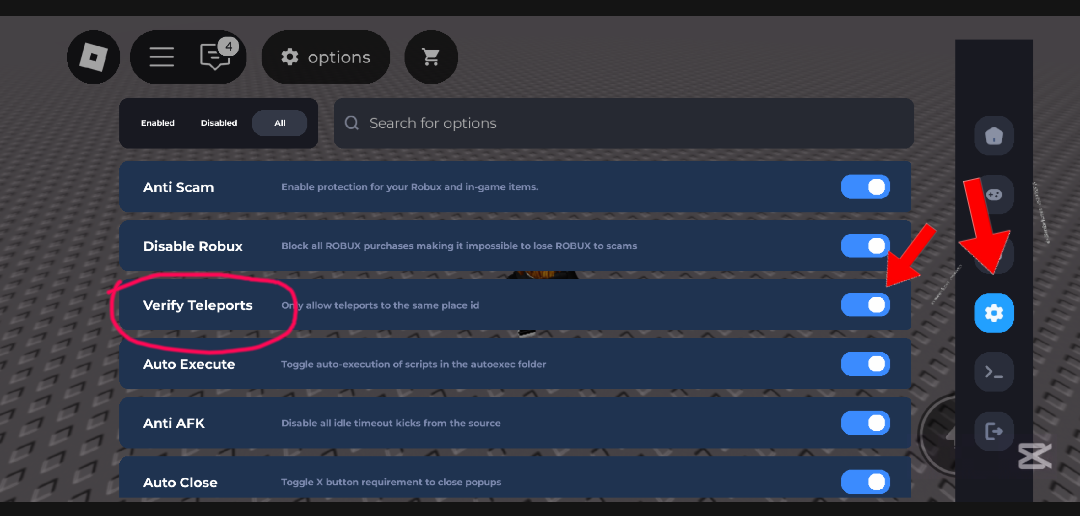 4
options
Enabled Disabled All
Search for options
Anti Scam Enable protection for your Robux and in-game items.
Disable Robux Block all ROBUX purchases making it impossible to lose ROBUX to scams
Verify Teleports Only allow teleports to the same place id
Auto Execute Toggle auto-execution of scripts in the autoexec folder
Anti AFK Disable all idle timeout kicks from the source
Auto Close Toggle X button requirement to close popups